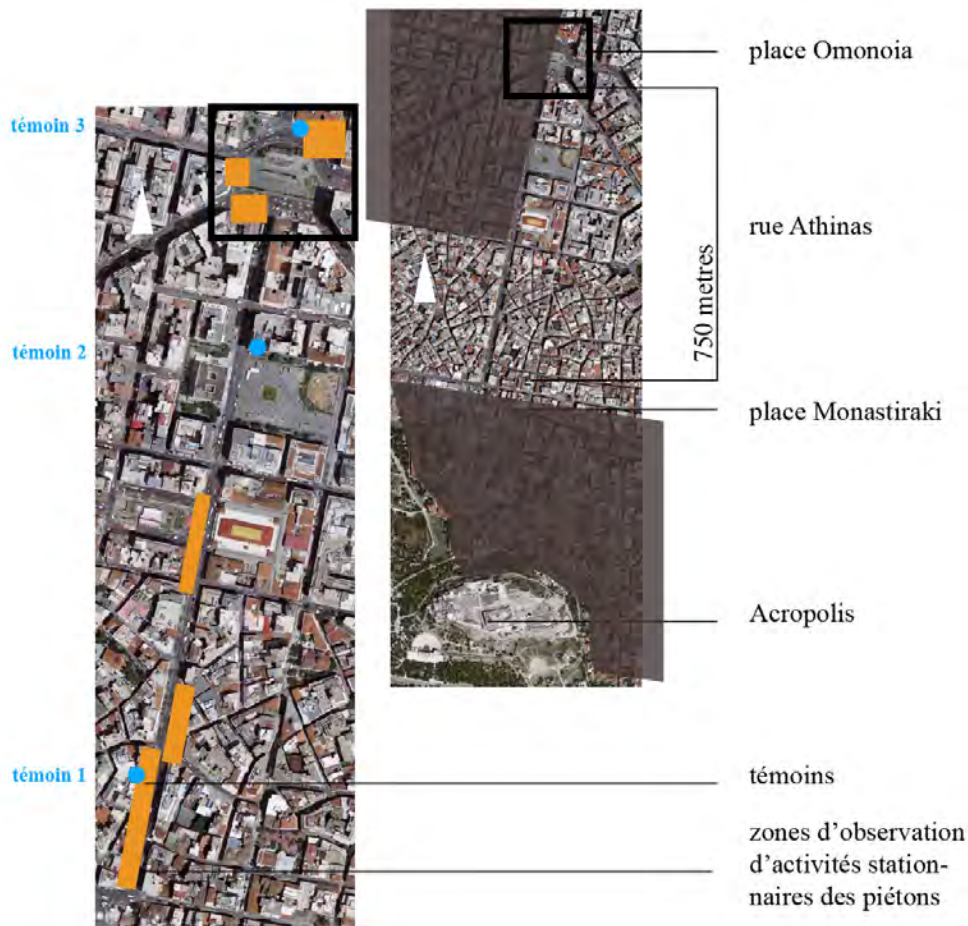 place Omonoia
témoin 3
rue Athinas
750 metres
témoin 2
place Monastiraki
Acropolis
témoin 1
témoins
zones d’observation
d’activités station-
naires des piétons